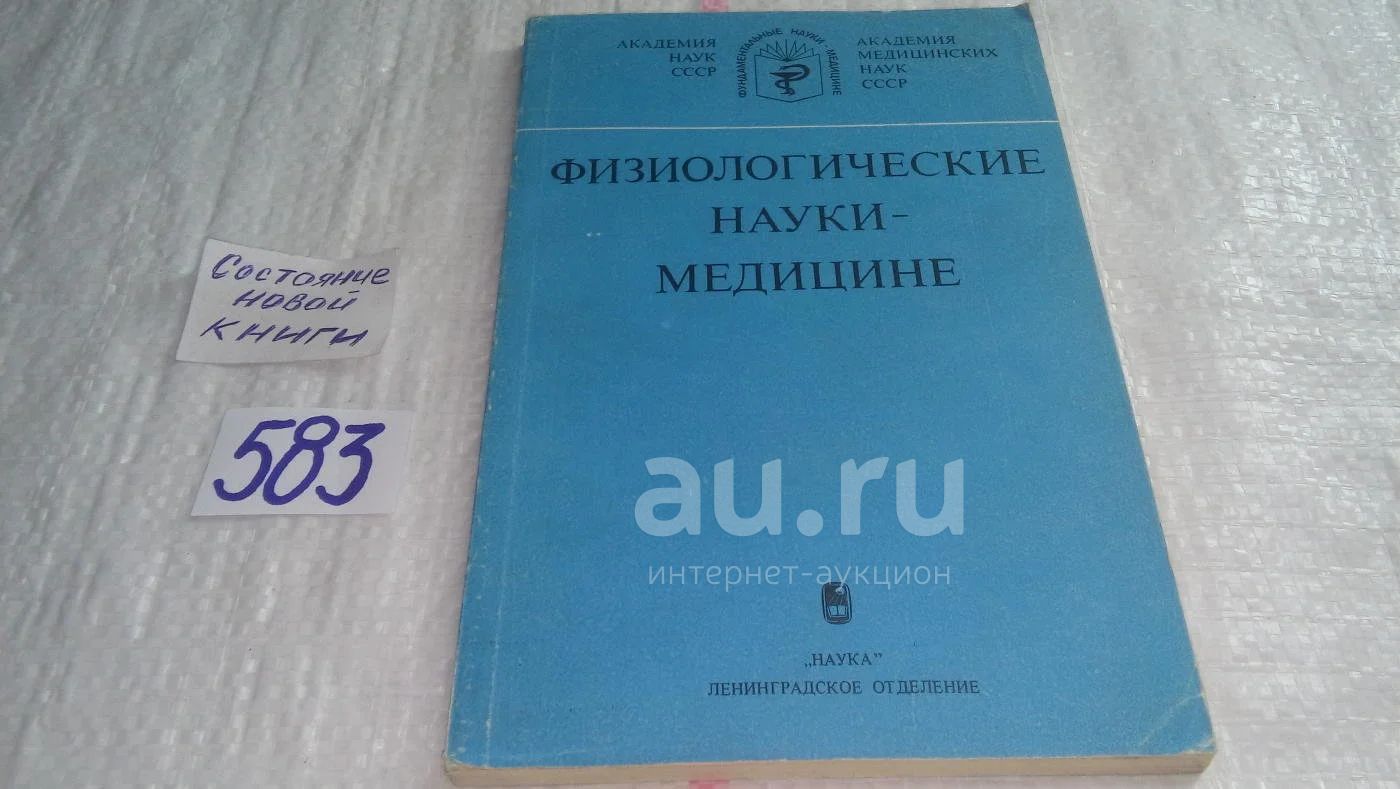 АКАДЕМИЯ
НАУК
СССР
ФУНДАМЕНТАЛЬНЫЕ НАУКИ - МЕДИЦИНЕ
АКАДЕМИЯ
МЕДИЦИНСКИХ
НАУК
СССР
ФИЗИОЛОГИЧЕСКИЕ
НАУКИ-
МЕДИЦИНЕ
Состояние
новой
книги
583
au.ru
интернет-аукцион
„НАУКА"
ЛЕНИНГРАДСКОЕ ОТДЕЛЕНИЕ